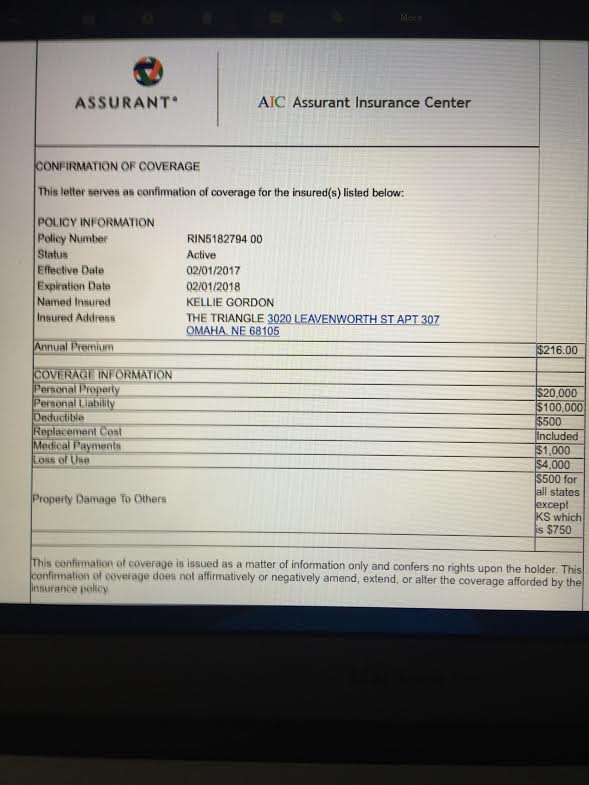 More
ASSURANT®
AIC Assurant Insurance Center
CONFIRMATION OF COVERAGE
This letter serves as confirmation of coverage for the insured(s) listed below:
POLICY INFORMATION
Policy Number RIN5182794 00
Status Active
Effective Date 02/01/2017
Expiration Date 02/01/2018
Named Insured KELLIE GORDON
Insured Address THE TRIANGLE 3020 LEAVENWORTH ST APT 307
OMAHA, NE 68105
Annual Premium $216.00
COVERAGE INFORMATION
Personal Property $20,000
Personal Liability $100,000
Deductible $500
Replacement Cost Included
Medical Payments $1,000
Loss of Use $4,000
Property Damage To Others $500 for
all states
except
KS which
is $750
This confirmation of coverage is issued as a matter of information only and confers no rights upon the holder. This
confirmation of coverage does not affirmatively or negatively amend, extend, or alter the coverage afforded by the
insurance policy.